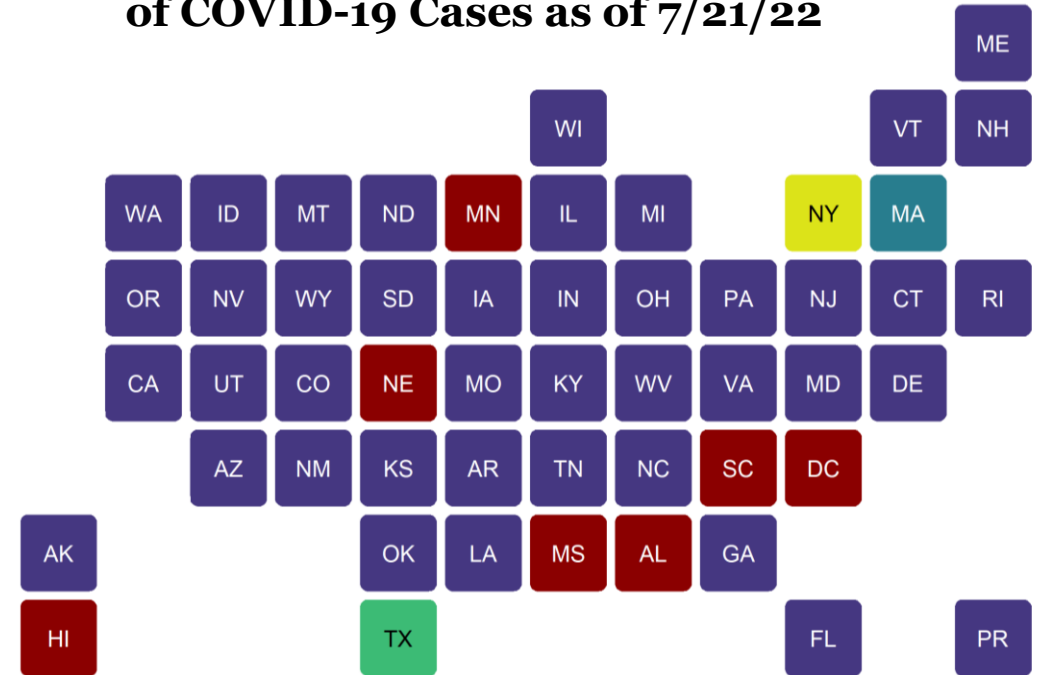 of COVID-19 Cases as of 7/21/22
ME
WI VT NH
WA ID MT ND MN IL MI NY MA
OR NV WY SD IA IN OH PA NJ CT RI
CA UT CO NE MO KY WV VA MD DE
AZ NM KS AR TN NC SC DC
AK OK LA MS AL GA
HI TX FL PR